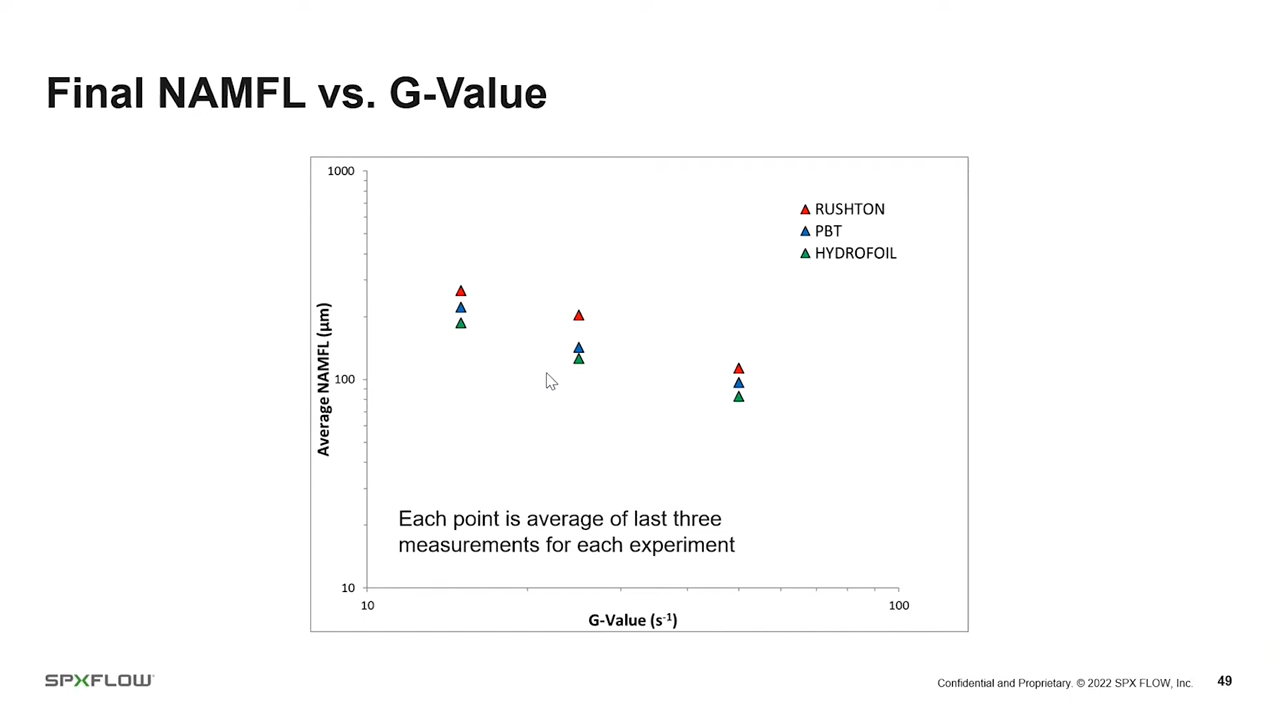 Final NAMFL vs. G-Value
1000
RUSHTON
PBT
HYDROFOIL
Average NAMFL (μm)
100
Each point is average of last three
measurements for each experiment
10
10
100
G-Value (s⁻¹)
SPXFLOW
Confidential and Proprietary. © 2022 SPX FLOW, Inc.
49